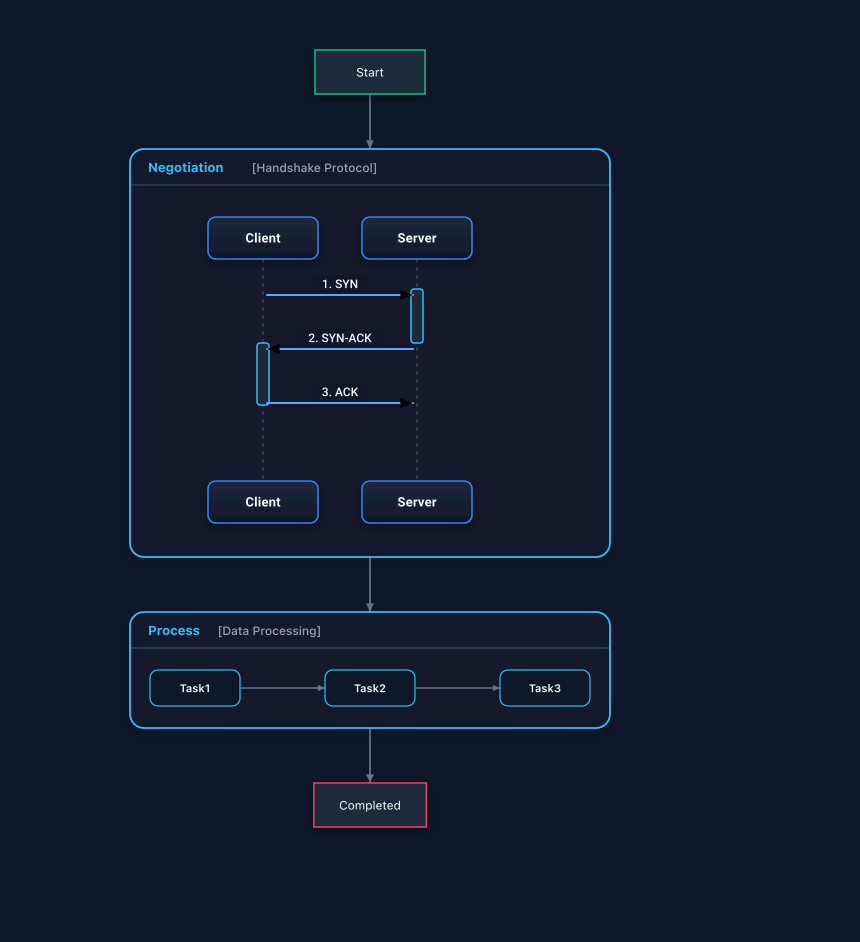 Start
Negotiation [Handshake Protocol]
Client Server
1. SYN
2. SYN-ACK
3. ACK
Client Server
Process [Data Processing]
Task1 Task2 Task3
Completed